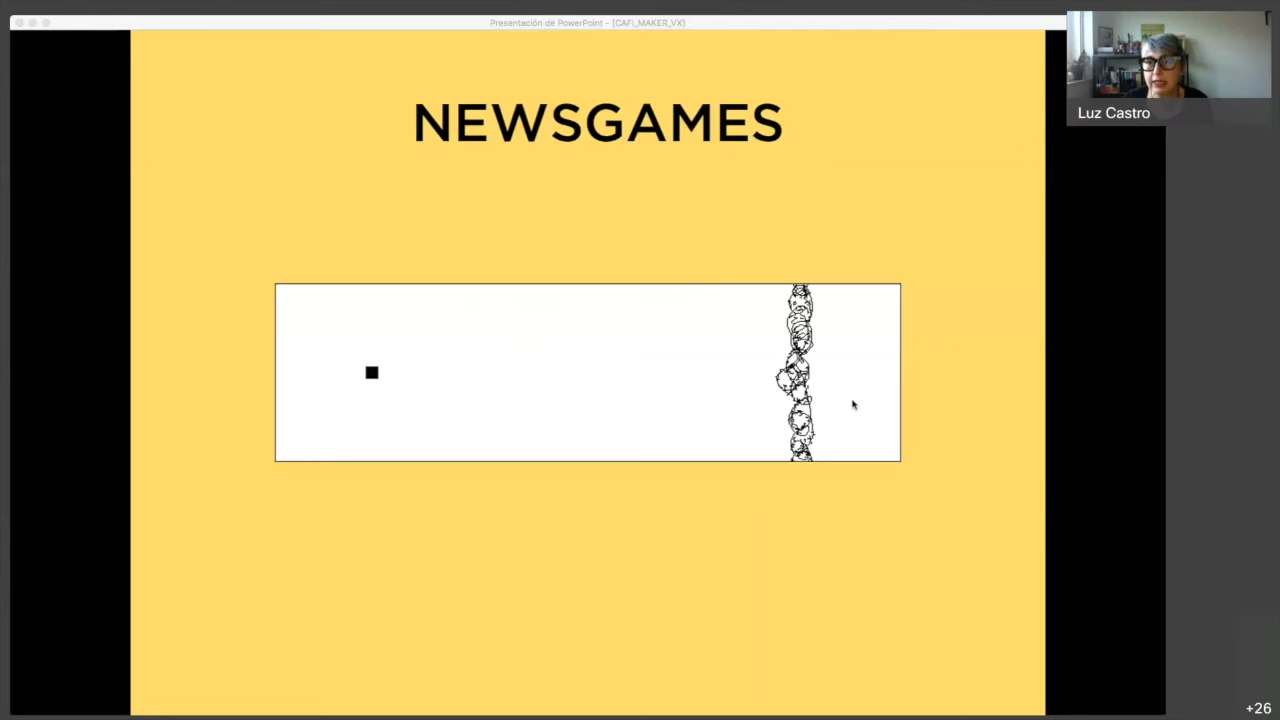 Presentación de PowerPoint - [CAFI_MAKER_VX]
NEWSGAMES
Luz Castro
+26